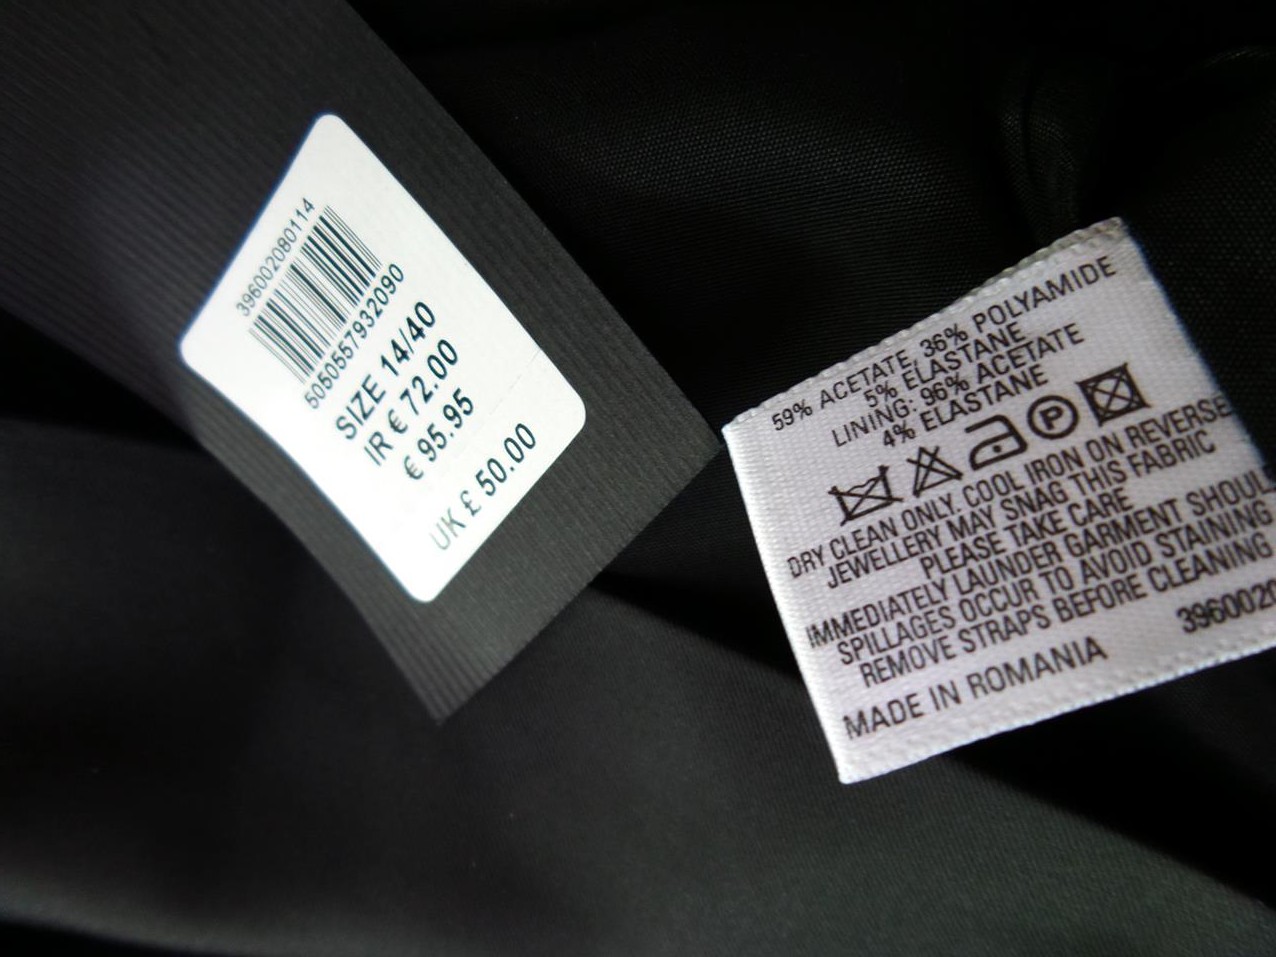 396002080114
5050557932090
SIZE 14/40
IR € 72.00
€ 95.95
UK £ 50.00
59% ACETATE, 36% POLYAMIDE
5% ELASTANE
LINING: 96% ACETATE
4% ELASTANE
P
DRY CLEAN ONLY. COOL IRON ON REVERSE
JEWELLERY MAY SNAG THIS FABRIC
PLEASE TAKE CARE
IMMEDIATELY LAUNDER GARMENT SHOUL
SPILLAGES OCCUR TO AVOID STAINING
REMOVE STRAPS BEFORE CLEANING
396002
MADE IN ROMANIA